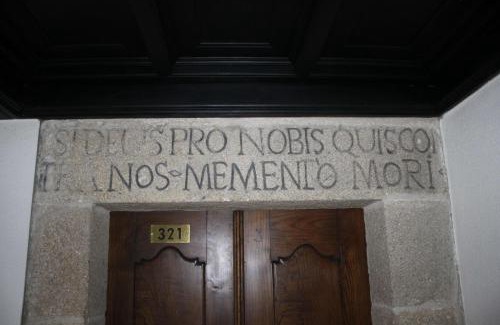 SI DEUS PRO NOBIS QUIS CON
TRA NOS MEMENTO MORI
321